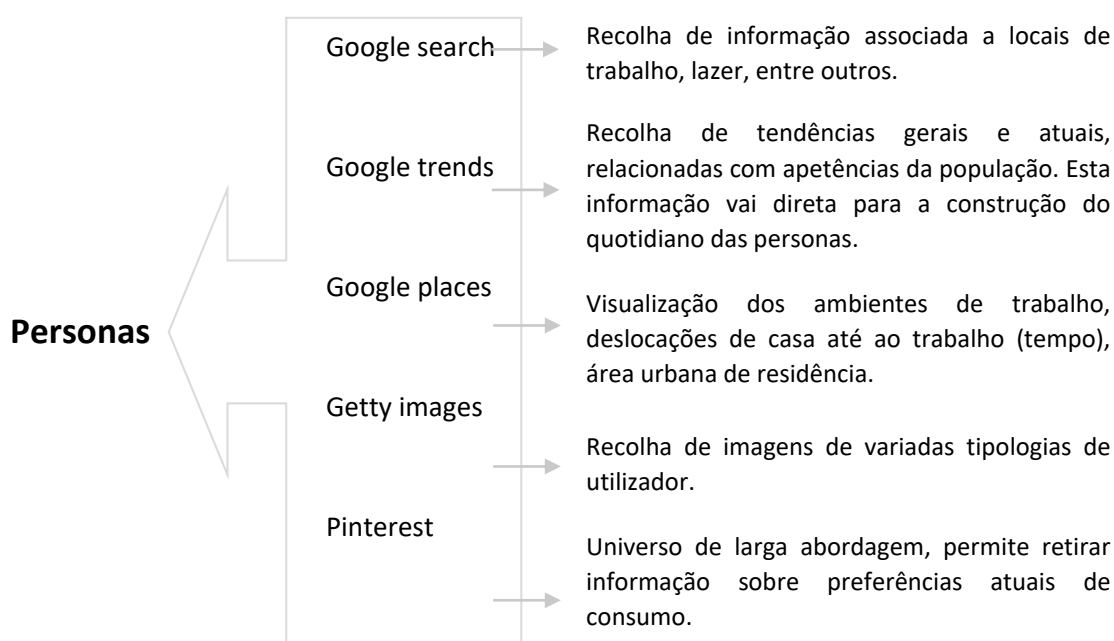 Google search
Recolha de informação associada a locais de
trabalho, lazer, entre outros.
Google trends
Recolha de tendências gerais e atuais,
relacionadas com apetências da população. Esta
informação vai direta para a construção do
quotidiano das personas.
Google places
Visualização dos ambientes de trabalho,
deslocações de casa até ao trabalho (tempo),
área urbana de residência.
Personas
Getty images
Recolha de imagens de variadas tipologias de
utilizador.
Pinterest
Universo de larga abordagem, permite retirar
informação sobre preferências atuais de
consumo.